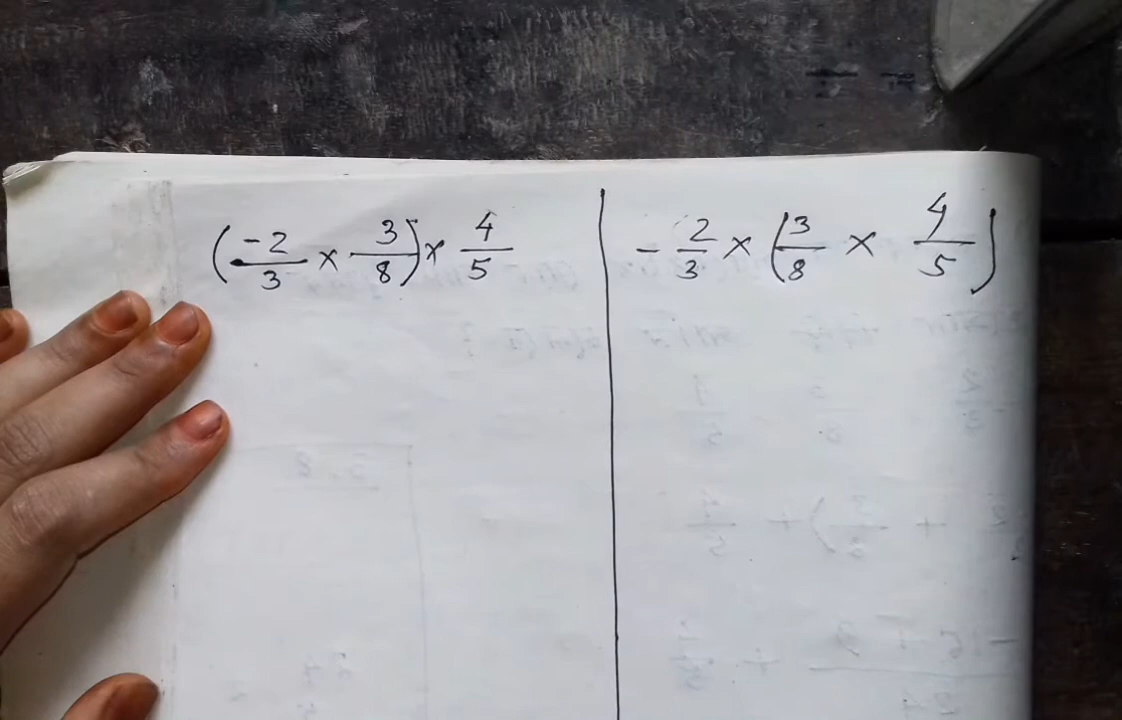 (-2/3 × 3/8) × 4/5
- 2/3 × (3/8 × 4/5)